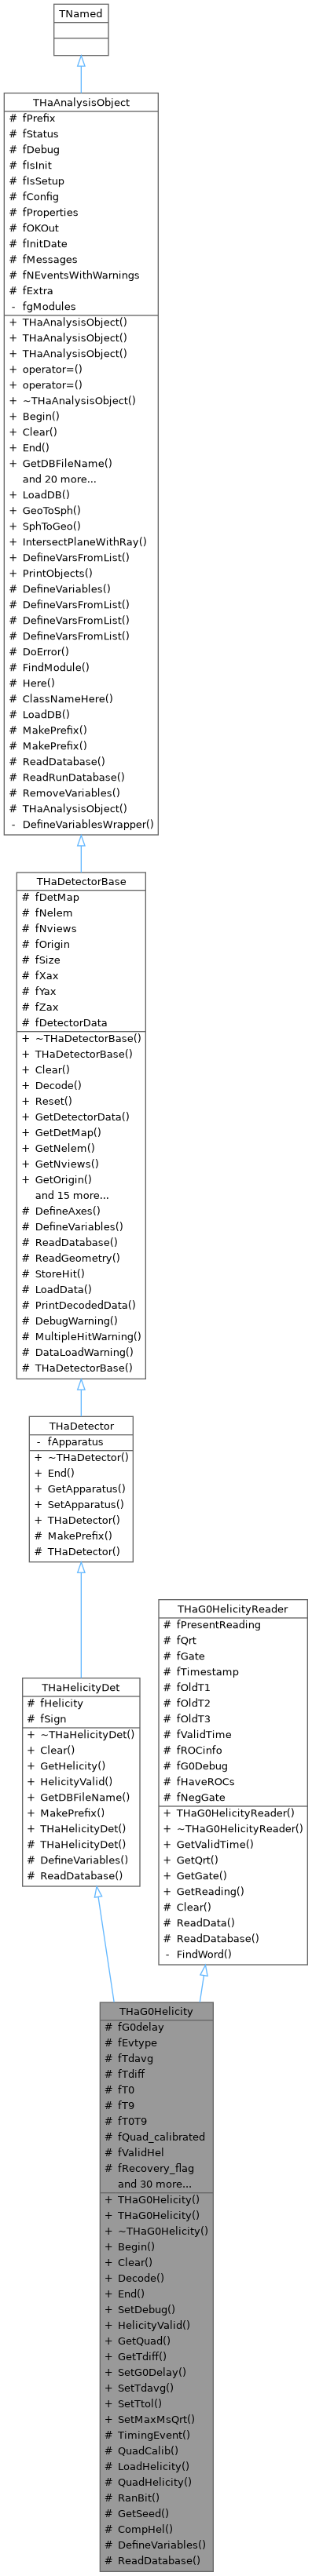 TNamed
THaAnalysisObject
# fPrefix
# fStatus
# fDebug
# fIsInit
# fIsSetup
# fConfig
# fProperties
# fOKOut
# fInitDate
# fMessages
# fNEventsWithWarnings
# fExtra
- fgModules
+ THaAnalysisObject()
+ THaAnalysisObject()
+ THaAnalysisObject()
+ operator=()
+ operator=()
+ ~THaAnalysisObject()
+ Begin()
+ Clear()
+ End()
+ GetDBFileName()
and 20 more...
+ LoadDB()
+ GeoToSph()
+ SphToGeo()
+ IntersectPlaneWithRay()
+ DefineVarsFromList()
+ PrintObjects()
# DefineVariables()
# DefineVarsFromList()
# DefineVarsFromList()
# DefineVarsFromList()
# DoError()
# FindModule()
# Here()
# ClassNameHere()
# LoadDB()
# MakePrefix()
# MakePrefix()
# ReadDatabase()
# ReadRunDatabase()
# RemoveVariables()
# THaAnalysisObject()
- DefineVariablesWrapper()
THaDetectorBase
# fDetMap
# fNelem
# fNviews
# fOrigin
# fSize
# fXax
# fYax
# fZax
# fDetectorData
+ ~THaDetectorBase()
+ THaDetectorBase()
+ Clear()
+ Decode()
+ Reset()
+ GetDetectorData()
+ GetDetMap()
+ GetNelem()
+ GetNviews()
+ GetOrigin()
and 15 more...
# DefineAxes()
# DefineVariables()
# ReadDatabase()
# ReadGeometry()
# StoreHit()
# LoadData()
# PrintDecodedData()
# DebugWarning()
# MultipleHitWarning()
# DataLoadWarning()
# THaDetectorBase()
THaDetector
- fApparatus
+ ~THaDetector()
+ End()
+ GetApparatus()
+ SetApparatus()
+ THaDetector()
# MakePrefix()
# THaDetector()
THaHelicityDet
# fHelicity
# fSign
+ ~THaHelicityDet()
+ Clear()
+ GetHelicity()
+ HelicityValid()
+ GetDBFileName()
+ MakePrefix()
+ THaHelicityDet()
# THaHelicityDet()
# DefineVariables()
# ReadDatabase()
THaG0HelicityReader
# fPresentReading
# fQrt
# fGate
# fTimestamp
# fOldT1
# fOldT2
# fOldT3
# fValidTime
# fROCinfo
# fG0Debug
# fHaveROCs
# fNegGate
+ THaG0HelicityReader()
+ ~THaG0HelicityReader()
+ GetValidTime()
+ GetQrt()
+ GetGate()
+ GetReading()
# Clear()
# ReadData()
# ReadDatabase()
- FindWord()
THaG0Helicity
# fG0delay
# fEvtype
# fTdavg
# fTdiff
# fT0
# fT9
# fT0T9
# fQuad_calibrated
# fValidHel
# fRecovery_flag
and 30 more...
+ THaG0Helicity()
+ THaG0Helicity()
+ ~THaG0Helicity()
+ Begin()
+ Clear()
+ Decode()
+ End()
+ SetDebug()
+ HelicityValid()
+ GetQuad()
+ GetTdiff()
+ SetG0Delay()
+ SetTdavg()
+ SetTtol()
+ SetMaxMsQrt()
# TimingEvent()
# QuadCalib()
# LoadHelicity()
# QuadHelicity()
# RanBit()
# GetSeed()
# CompHel()
# DefineVariables()
# ReadDatabase()